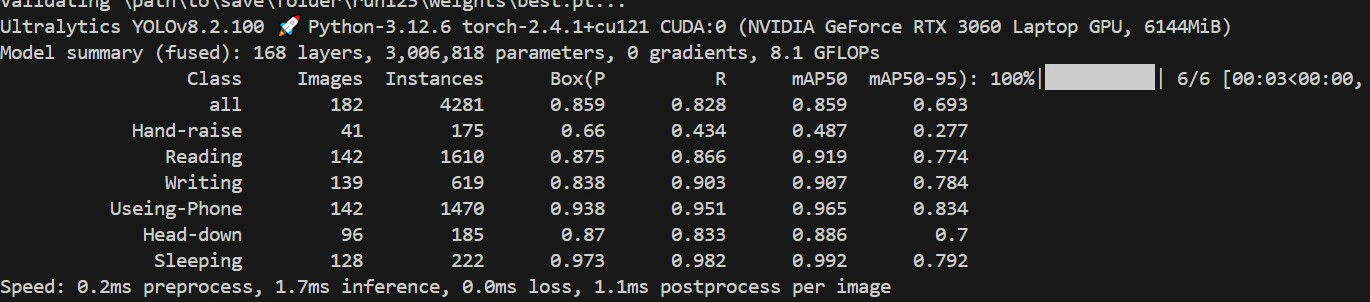 Validating \path\to\save\folder\run123\weights\best.pt...
Ultralytics YOLOv8.2.100 🚀 Python-3.12.6 torch-2.4.1+cu121 CUDA:0 (NVIDIA GeForce RTX 3060 Laptop GPU, 6144MiB)
Model summary (fused): 168 layers, 3,006,818 parameters, 0 gradients, 8.1 GFLOPs
Class Images Instances Box(P R mAP50 mAP50-95): 100%|██████████| 6/6 [00:03<00:00,
all 182 4281 0.859 0.828 0.859 0.693
Hand-raise 41 175 0.66 0.434 0.487 0.277
Reading 142 1610 0.875 0.866 0.919 0.774
Writing 139 619 0.838 0.903 0.907 0.784
Useing-Phone 142 1470 0.938 0.951 0.965 0.834
Head-down 96 185 0.87 0.833 0.886 0.7
Sleeping 128 222 0.973 0.982 0.992 0.792
Speed: 0.2ms preprocess, 1.7ms inference, 0.0ms loss, 1.1ms postprocess per image